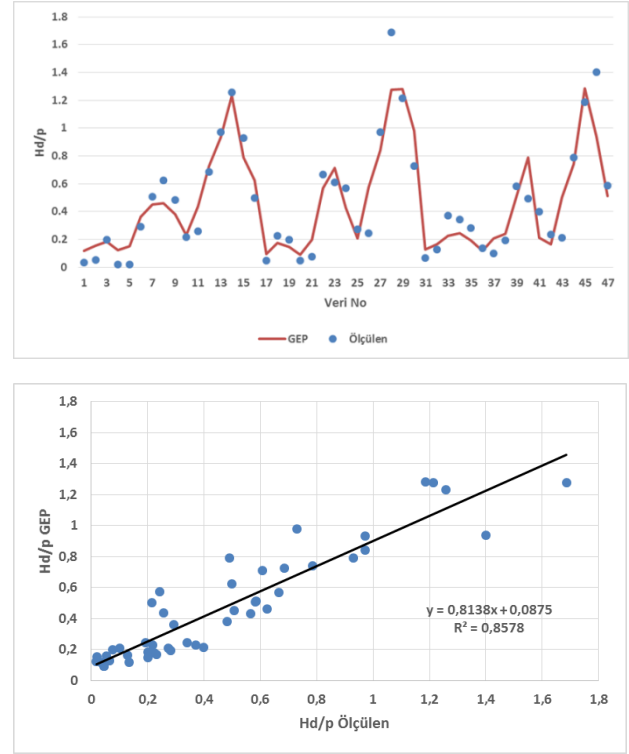 1.8
1.6
1.4
1.2
1
0.8
0.6
0.4
0.2
0
Hd/p
1 3 5 7 9 11 13 15 17 19 21 23 25 27 29 31 33 35 37 39 41 43 45 47
Veri No
GEP Ölçülen
1,8
1,6
1,4
1,2
1
0,8
0,6
0,4
0,2
0
Hd/p GEP
y = 0,8138x + 0,0875
R² = 0,8578
0 0,2 0,4 0,6 0,8 1 1,2 1,4 1,6 1,8
Hd/p Ölçülen